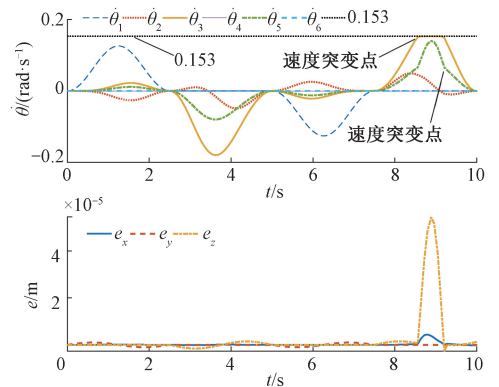 θ̇₁ θ̇₂ θ̇₃ θ̇₄ θ̇₅ θ̇₆ 0.153
0.2
0.153
速度突变点
θ̇/(rad·s⁻¹)
0
速度突变点
−0.2
0 2 4 6 8 10
t/s
×10⁻⁵
eₓ e_y e_z
4
e/m
2
0 2 4 6 8 10
t/s